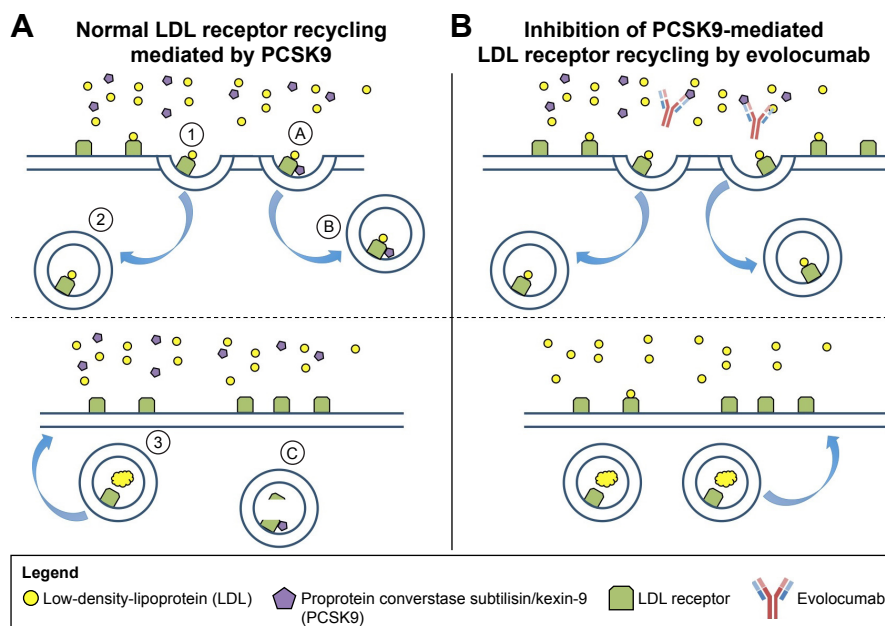 A
Normal LDL receptor recycling
mediated by PCSK9
B
Inhibition of PCSK9-mediated
LDL receptor recycling by evolocumab
1
A
2
B
3
C
Legend
Low-density-lipoprotein (LDL)
Proprotein converstase subtilisin/kexin-9
(PCSK9)
LDL receptor
Evolocumab